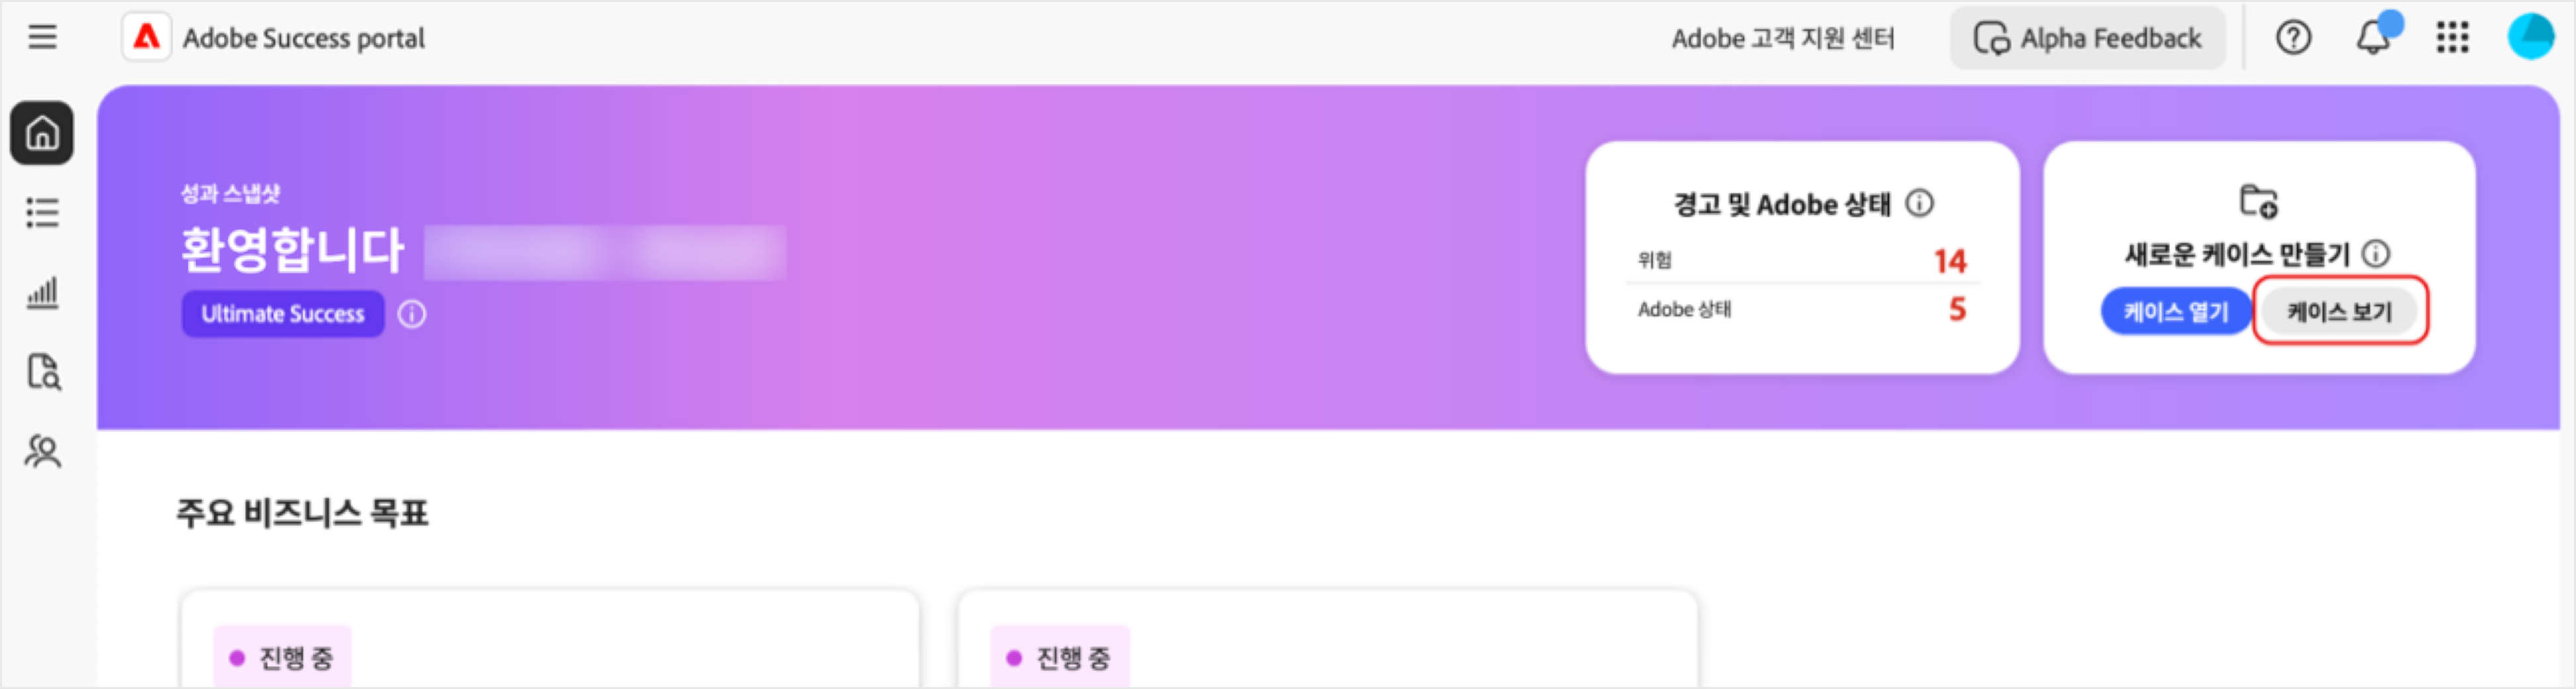 Adobe Success portal
Adobe 고객 지원 센터
Alpha Feedback
성과 스냅샷
환영합니다
Ultimate Success
경고 및 Adobe 상태
위험 14
Adobe 상태 5
새로운 케이스 만들기
케이스 열기
케이스 보기
주요 비즈니스 목표
진행 중
진행 중